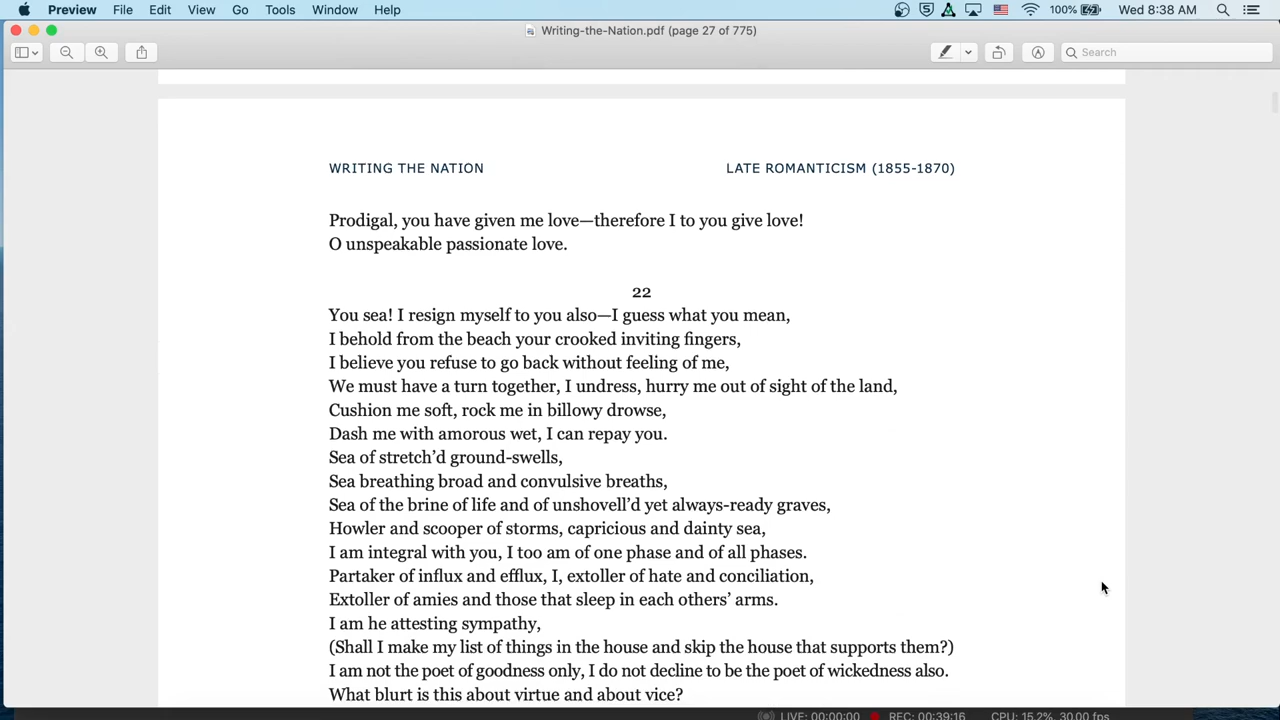 Preview File Edit View Go Tools Window Help 100% Wed 8:38 AM
Writing-the-Nation.pdf (page 27 of 775)
Search
WRITING THE NATION LATE ROMANTICISM (1855-1870)
Prodigal, you have given me love—therefore I to you give love!
O unspeakable passionate love.
22
You sea! I resign myself to you also—I guess what you mean,
I behold from the beach your crooked inviting fingers,
I believe you refuse to go back without feeling of me,
We must have a turn together, I undress, hurry me out of sight of the land,
Cushion me soft, rock me in billowy drowse,
Dash me with amorous wet, I can repay you.
Sea of stretch’d ground-swells,
Sea breathing broad and convulsive breaths,
Sea of the brine of life and of unshovell’d yet always-ready graves,
Howler and scooper of storms, capricious and dainty sea,
I am integral with you, I too am of one phase and of all phases.
Partaker of influx and efflux, I, extoller of hate and conciliation,
Extoller of amies and those that sleep in each others’ arms.
I am he attesting sympathy,
(Shall I make my list of things in the house and skip the house that supports them?)
I am not the poet of goodness only, I do not decline to be the poet of wickedness also.
What blurt is this about virtue and about vice?
LIVE: 00:00:00 REC: 00:39:16 CPU: 15.2%, 30.00 fps